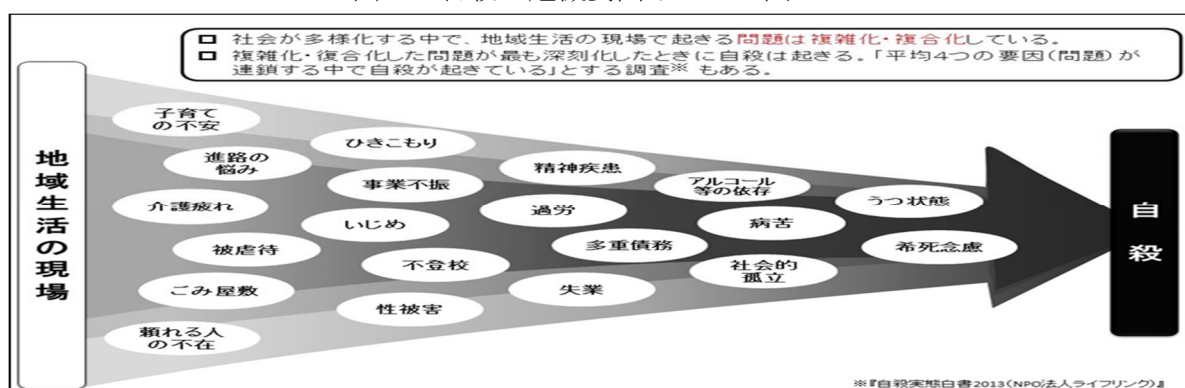 □ 社会が多様化する中で、地域生活の現場で起きる問題は複雑化・複合化している。
□ 複雑化・復合化した問題が最も深刻化したときに自殺は起きる。「平均4つの要因(問題)が
連鎖する中で自殺が起きている」とする調査※ もある。
地域生活の現場
子育て
の不安
進路の
悩み
介護疲れ
被虐待
ごみ屋敷
頼れる人
の不在
ひきこもり
事業不振
いじめ
不登校
性被害
精神疾患
過労
多重債務
失業
アルコール
等の依存
病苦
社会的
孤立
うつ状態
希死念慮
自殺
※『自殺実態白書2013(NPO法人ライフリンク)』